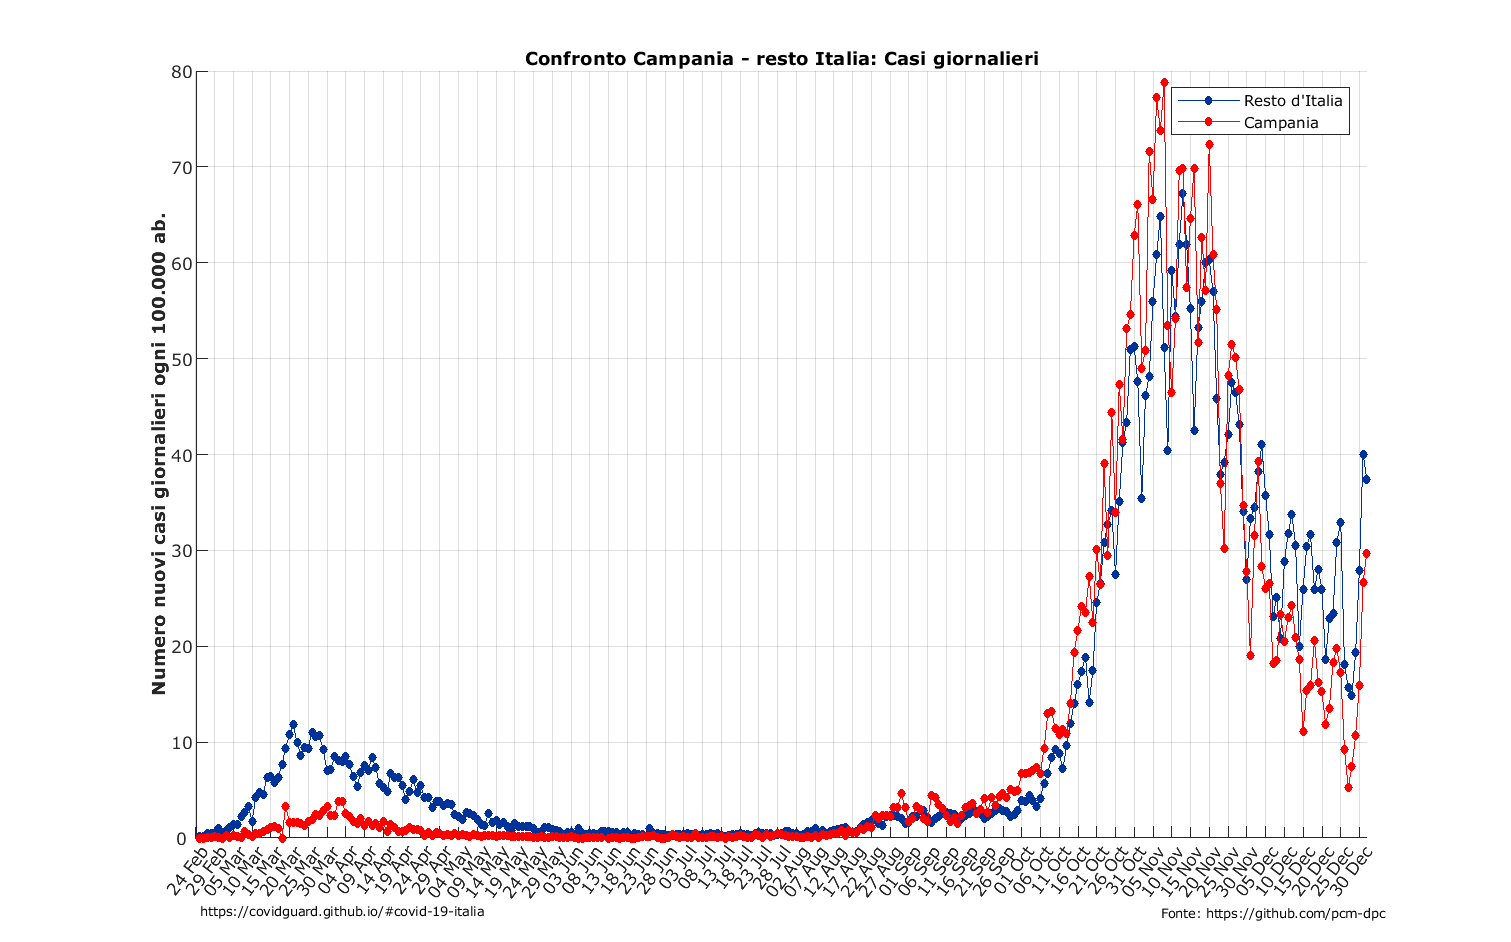 Confronto Campania - resto Italia: Casi giornalieri
Numero nuovi casi giornalieri ogni 100.000 ab.
80
70
60
50
40
30
20
10
0
Resto d'Italia
Campania
24 Feb
29 Feb
05 Mar
10 Mar
15 Mar
20 Mar
25 Mar
30 Mar
04 Apr
09 Apr
14 Apr
19 Apr
24 Apr
29 Apr
04 May
09 May
14 May
19 May
24 May
29 May
03 Jun
08 Jun
13 Jun
18 Jun
23 Jun
28 Jun
03 Jul
08 Jul
13 Jul
18 Jul
23 Jul
28 Jul
02 Aug
07 Aug
12 Aug
17 Aug
22 Aug
27 Aug
01 Sep
06 Sep
11 Sep
16 Sep
21 Sep
26 Sep
01 Oct
06 Oct
11 Oct
16 Oct
21 Oct
26 Oct
31 Oct
05 Nov
10 Nov
15 Nov
20 Nov
25 Nov
30 Nov
05 Dec
10 Dec
15 Dec
20 Dec
25 Dec
30 Dec
https://covidguard.github.io/#covid-19-italia
Fonte: https://github.com/pcm-dpc